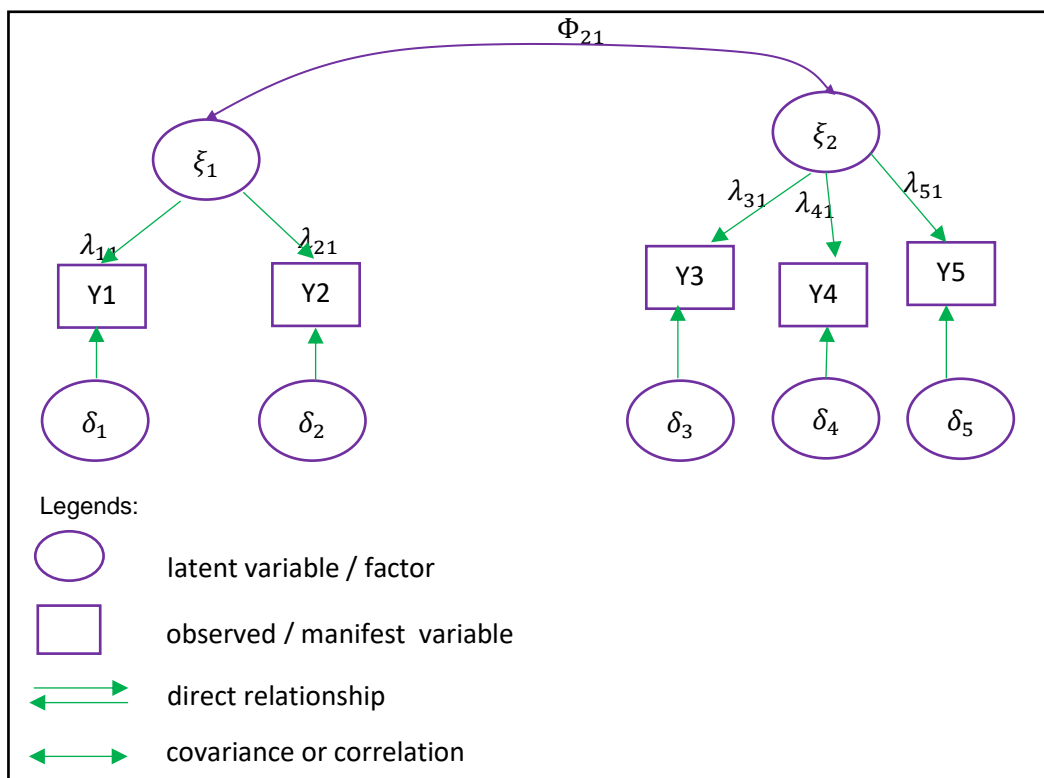 Φ₂₁
ξ₁
ξ₂
λ₃₁
λ₄₁
λ₅₁
λ₁₁
λ₂₁
Y1
Y2
Y3
Y4
Y5
δ₁
δ₂
δ₃
δ₄
δ₅
Legends:
latent variable / factor
observed / manifest variable
direct relationship
covariance or correlation